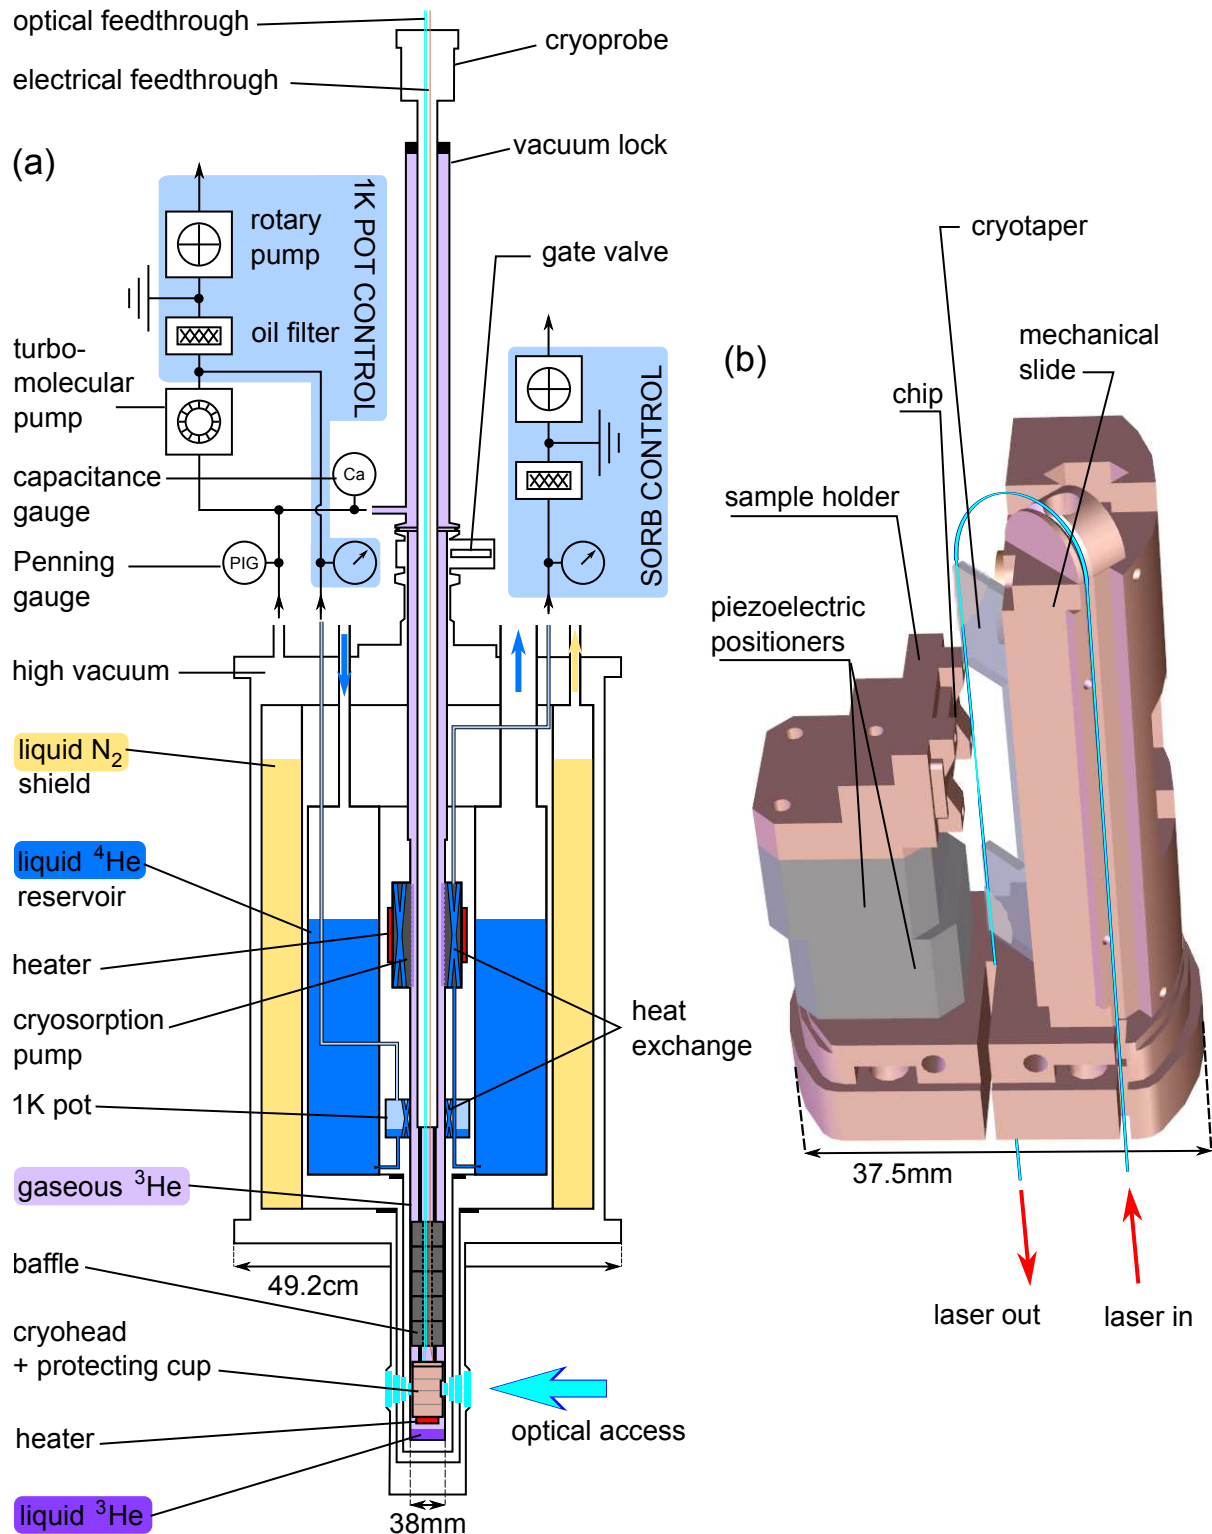 optical feedthrough
cryoprobe
electrical feedthrough
(a)
vacuum lock
1K POT CONTROL
rotary
pump
gate valve
oil filter
turbo-
molecular
pump
capacitance
gauge
Ca
Penning
gauge
PIG
SORB CONTROL
high vacuum
liquid N2
shield
liquid 4He
reservoir
heater
cryosorption
pump
heat
exchange
1K pot
gaseous 3He
baffle
49.2cm
cryohead
+ protecting cup
optical access
heater
liquid 3He
38mm
(b)
cryotaper
mechanical
slide
chip
sample holder
piezoelectric
positioners
37.5mm
laser out
laser in